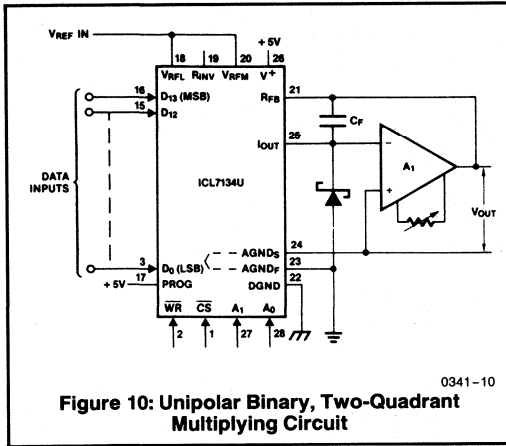 VREF IN
+ 5V
18 19 20 26
VRFL RINV VRFM V+
16 D13 (MSB)
15 D12
RFB 21
CF
IOUT 25
A1
−
+
DATA
INPUTS
ICL7134U
VOUT
AGNDS 24
3 D0 (LSB)
AGNDF 23
17
+ 5V PROG
DGND 22
WR CS A1 A0
2 1 27 28
0341–10
Figure 10: Unipolar Binary, Two-Quadrant
Multiplying Circuit